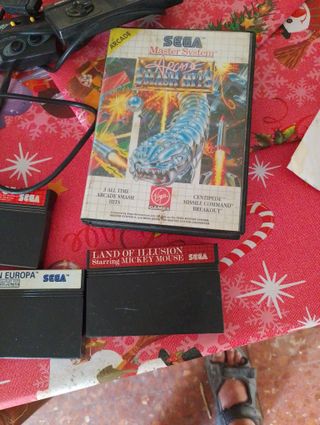 ARCADE
SEGA
Master System
Arcade
SMASH HITS
3 ALL TIME
ARCADE SMASH
HITS
Virgin
CENTIPEDE
MISSILE COMMAND
BREAKOUT
LAND OF ILLUSION
Starring MICKEY MOUSE
SEGA
EUROPA
SEGA